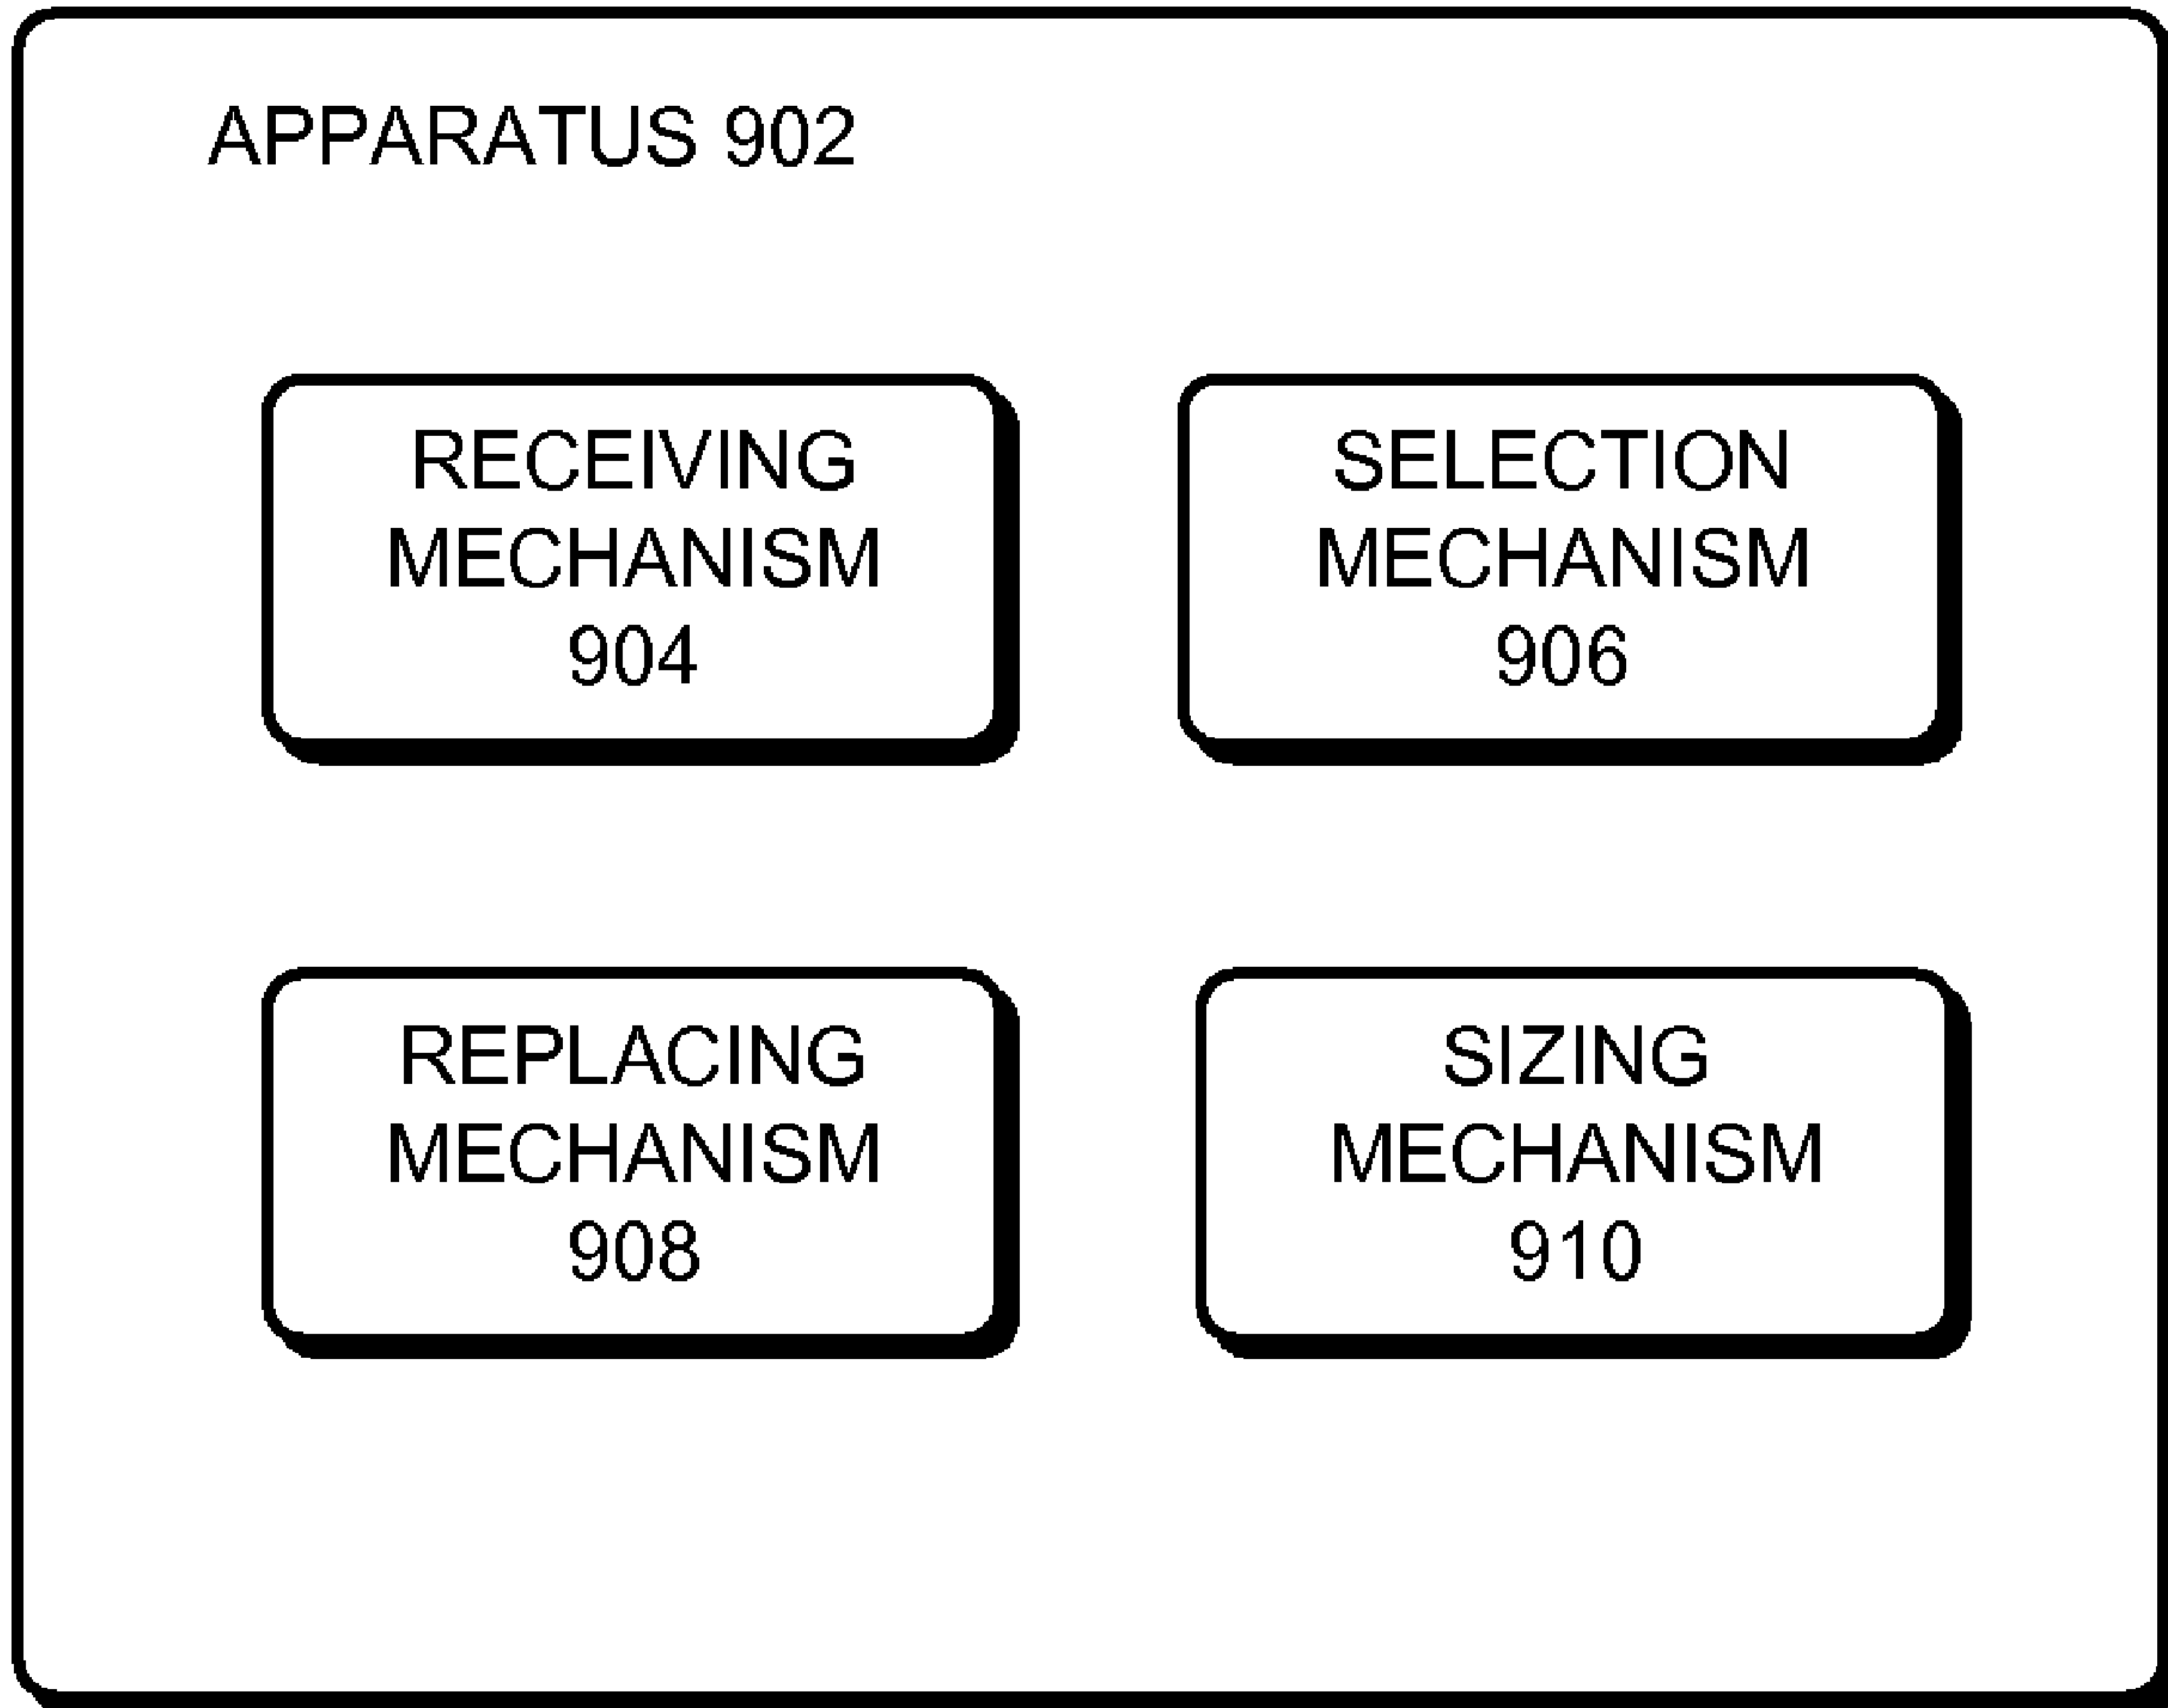 APPARATUS 902
RECEIVING
MECHANISM
904
SELECTION
MECHANISM
906
REPLACING
MECHANISM
908
SIZING
MECHANISM
910